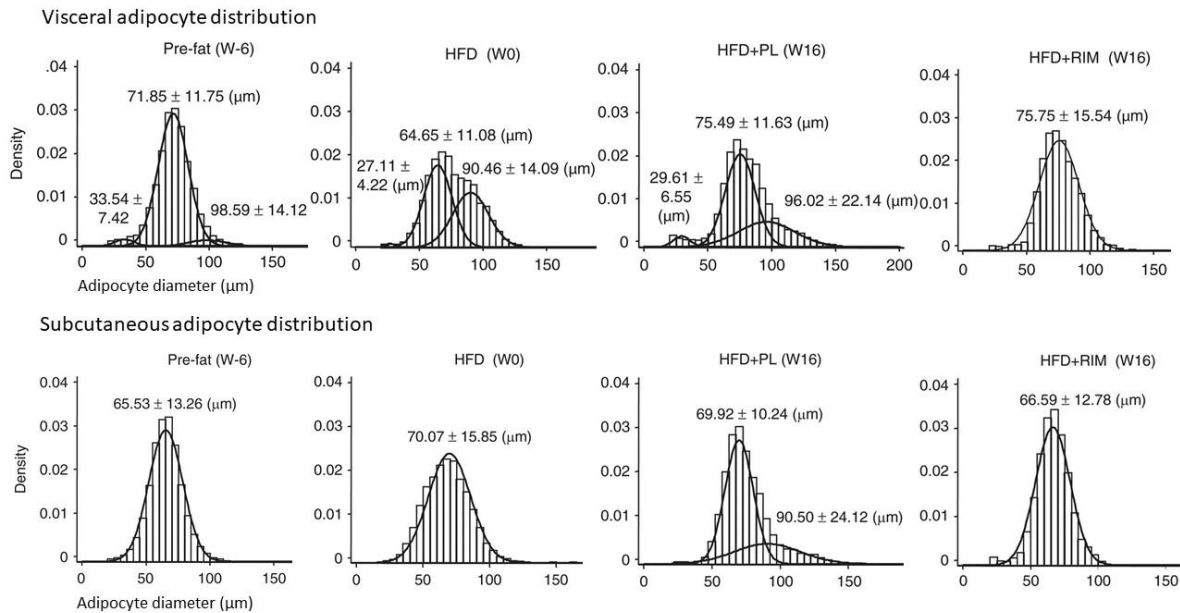 Visceral adipocyte distribution
Pre-fat (W-6)
HFD (W0)
HFD+PL (W16)
HFD+RIM (W16)
Density
.04
0.03
0.02
0.01
0
71.85 ± 11.75 (μm)
33.54 ±
7.42
98.59 ± 14.12
0 50 100 150
Adipocyte diameter (μm)
0.04
0.03
0.02
0.01
0
64.65 ± 11.08 (μm)
27.11 ±
4.22 (μm)
90.46 ± 14.09 (μm)
0 50 100 150
0.04
0.03
0.02
0.01
0
75.49 ± 11.63 (μm)
29.61 ±
6.55
(μm)
96.02 ± 22.14 (μm)
0 50 100 150 200
0.04
0.03
0.02
0.01
0.0
75.75 ± 15.54 (μm)
0 50 100 150
Subcutaneous adipocyte distribution
Pre-fat (W-6)
HFD (W0)
HFD+PL (W16)
HFD+RIM (W16)
Density
0.04
0.03
0.02
0.01
0
65.53 ± 13.26 (μm)
0 50 100 150
Adipocyte diameter (μm)
0.04
0.03
0.02
0.01
0
70.07 ± 15.85 (μm)
0 50 100 150
0.04
0.03
0.02
0.01
0
69.92 ± 10.24 (μm)
90.50 ± 24.12 (μm)
0 50 100 150
0.04
0.03
0.02
0.01
0
66.59 ± 12.78 (μm)
0 50 100 150